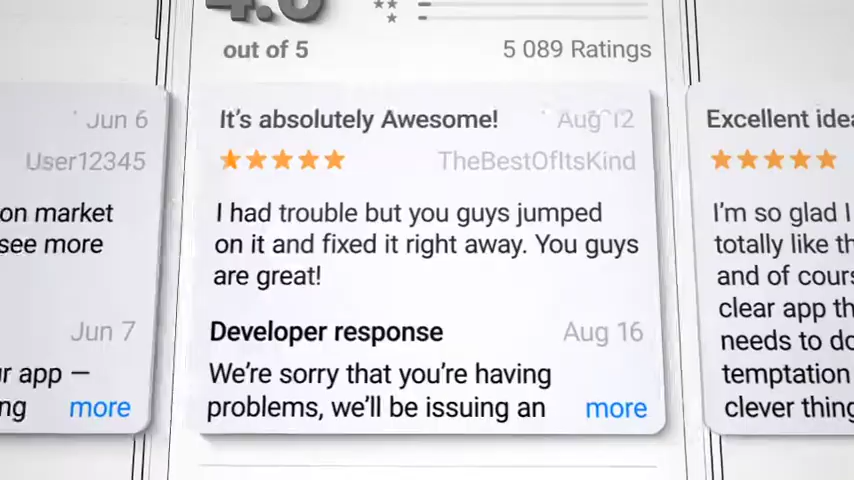 out of 5
5 089 Ratings
Jun 6
User12345
on market
see more
Jun 7
r app —
ng more
It's absolutely Awesome! Aug 12
TheBestOfItsKind
I had trouble but you guys jumped
on it and fixed it right away. You guys
are great!
Developer response Aug 16
We're sorry that you're having
problems, we'll be issuing an more
Excellent idea
I'm so glad I
totally like th
and of cours
clear app th
needs to do
temptation
clever thing